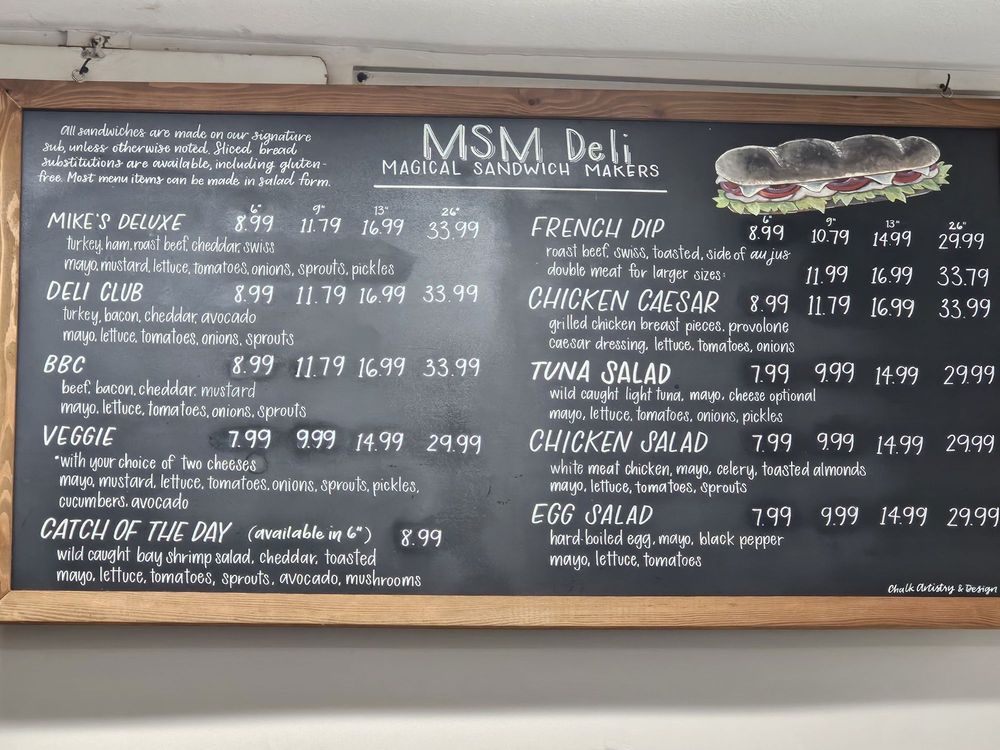 All sandwiches are made on our signature
sub, unless otherwise noted. Sliced bread
substitutions are available, including gluten-
free. Most menu items can be made in salad form.
MSM Deli
MAGICAL SANDWICH MAKERS
6" 9" 13" 26"
MIKE'S DELUXE 8.99 11.79 16.99 33.99
turkey, ham, roast beef, cheddar, swiss
mayo, mustard, lettuce, tomatoes, onions, sprouts, pickles
DELI CLUB 8.99 11.79 16.99 33.99
turkey, bacon, cheddar, avocado
mayo, lettuce, tomatoes, onions, sprouts
BBC 8.99 11.79 16.99 33.99
beef, bacon, cheddar, mustard
mayo, lettuce, tomatoes, onions, sprouts
VEGGIE 7.99 9.99 14.99 29.99
*with your choice of two cheeses
mayo, mustard, lettuce, tomatoes, onions, sprouts, pickles,
cucumbers, avocado
CATCH OF THE DAY (available in 6") 8.99
wild caught bay shrimp salad, cheddar, toasted
mayo, lettuce, tomatoes, sprouts, avocado, mushrooms
6" 9" 13" 26"
FRENCH DIP 8.99 10.79 14.99 29.99
roast beef, swiss, toasted, side of au jus
double meat for larger sizes: 11.99 16.99 33.79
CHICKEN CAESAR 8.99 11.79 16.99 33.99
grilled chicken breast pieces, provolone
caesar dressing, lettuce, tomatoes, onions
TUNA SALAD 7.99 9.99 14.99 29.99
wild caught light tuna, mayo, cheese optional
mayo, lettuce, tomatoes, onions, pickles
CHICKEN SALAD 7.99 9.99 14.99 29.99
white meat chicken, mayo, celery, toasted almonds
mayo, lettuce, tomatoes, sprouts
EGG SALAD 7.99 9.99 14.99 29.99
hard-boiled egg, mayo, black pepper
mayo, lettuce, tomatoes
Chalk Artistry & Design